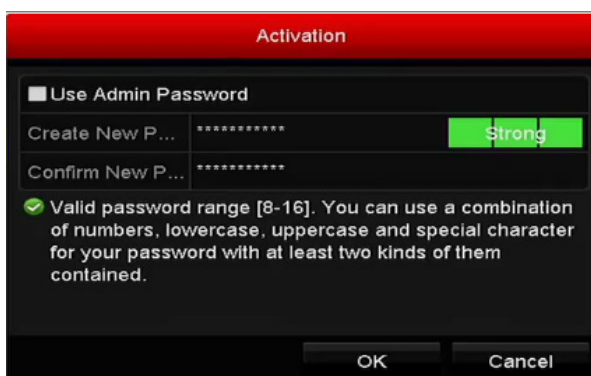 Activation
Use Admin Password
Create New P... *********** Strong
Confirm New P... ***********
Valid password range [8-16]. You can use a combination
of numbers, lowercase, uppercase and special character
for your password with at least two kinds of them
contained.
OK Cancel